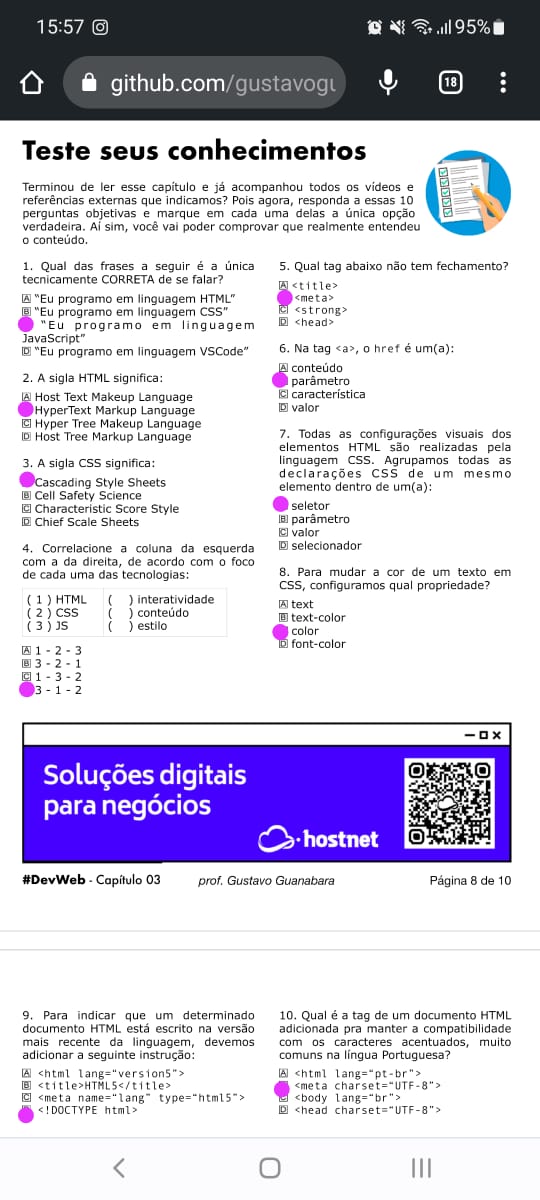 15:57 95%
github.com/gustavogu 18
Teste seus conhecimentos
Terminou de ler esse capítulo e já acompanhou todos os vídeos e
referências externas que indicamos? Pois agora, responda a essas 10
perguntas objetivas e marque em cada uma delas a única opção
verdadeira. Aí sim, você vai poder comprovar que realmente entendeu
o conteúdo.
1. Qual das frases a seguir é a única
tecnicamente CORRETA de se falar?
A "Eu programo em linguagem HTML"
B "Eu programo em linguagem CSS"
"Eu programo em linguagem
JavaScript"
D "Eu programo em linguagem VSCode"
2. A sigla HTML significa:
A Host Text Makeup Language
HyperText Markup Language
C Hyper Tree Makeup Language
D Host Tree Markup Language
3. A sigla CSS significa:
Cascading Style Sheets
B Cell Safety Science
C Characteristic Score Style
D Chief Scale Sheets
4. Correlacione a coluna da esquerda
com a da direita, de acordo com o foco
de cada uma das tecnologias:
( 1 ) HTML ( ) interatividade
( 2 ) CSS ( ) conteúdo
( 3 ) JS ( ) estilo
A 1 - 2 - 3
B 3 - 2 - 1
C 1 - 3 - 2
3 - 1 - 2
5. Qual tag abaixo não tem fechamento?
A <title>
<meta>
C <strong>
D <head>
6. Na tag <a>, o href é um(a):
A conteúdo
parâmetro
C característica
D valor
7. Todas as configurações visuais dos
elementos HTML são realizadas pela
linguagem CSS. Agrupamos todas as
declarações CSS de um mesmo
elemento dentro de um(a):
seletor
B parâmetro
C valor
D selecionador
8. Para mudar a cor de um texto em
CSS, configuramos qual propriedade?
A text
B text-color
color
D font-color
Soluções digitais
para negócios
hostnet
#DevWeb - Capítulo 03 prof. Gustavo Guanabara Página 8 de 10
9. Para indicar que um determinado
documento HTML está escrito na versão
mais recente da linguagem, devemos
adicionar a seguinte instrução:
A <html lang="version5">
B <title>HTML5</title>
C <meta name="lang" type="html5">
<!DOCTYPE html>
10. Qual é a tag de um documento HTML
adicionada pra manter a compatibilidade
com os caracteres acentuados, muito
comuns na língua Portuguesa?
A <html lang="pt-br">
<meta charset="UTF-8">
C <body lang="br">
D <head charset="UTF-8">